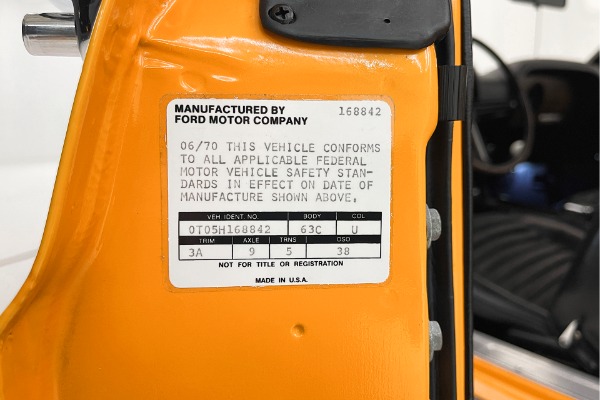 MANUFACTURED BY 168842
FORD MOTOR COMPANY
06/70 THIS VEHICLE CONFORMS
TO ALL APPLICABLE FEDERAL
MOTOR VEHICLE SAFETY STAN-
DARDS IN EFFECT ON DATE OF
MANUFACTURE SHOWN ABOVE.
VEH IDENT. NO. BODY COL
0T05H168842 63C U
TRIM AXLE TRNS DSO
3A 9 5 38
NOT FOR TITLE OR REGISTRATION
MADE IN U.S.A.